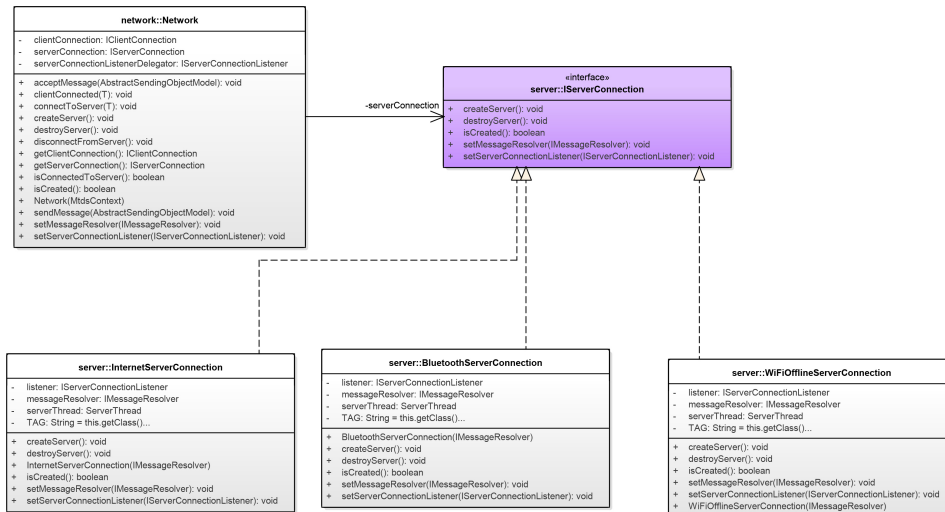 network::Network
- clientConnection: IClientConnection
- serverConnection: IServerConnection
- serverConnectionListenerDelegator: IServerConnectionListener
+ acceptMessage(AbstractSendingObjectModel): void
+ clientConnected(T): void
+ connectToServer(T): void
+ createServer(): void
+ destroyServer(): void
+ disconnectFromServer(): void
+ getClientConnection(): IClientConnection
+ getServerConnection(): IServerConnection
+ isConnectedToServer(): boolean
+ isCreated(): boolean
+ Network(MtdsContext)
+ sendMessage(AbstractSendingObjectModel): void
+ setMessageResolver(IMessageResolver): void
+ setServerConnectionListener(IServerConnectionListener): void
-serverConnection
«interface»
server::IServerConnection
+ createServer(): void
+ destroyServer(): void
+ isCreated(): boolean
+ setMessageResolver(IMessageResolver): void
+ setServerConnectionListener(IServerConnectionListener): void
server::InternetServerConnection
- listener: IServerConnectionListener
- messageResolver: IMessageResolver
- serverThread: ServerThread
- TAG: String = this.getClass()...
+ createServer(): void
+ destroyServer(): void
+ InternetServerConnection(IMessageResolver)
+ isCreated(): boolean
+ setMessageResolver(IMessageResolver): void
+ setServerConnectionListener(IServerConnectionListener): void
server::BluetoothServerConnection
- listener: IServerConnectionListener
- messageResolver: IMessageResolver
- serverThread: ServerThread
- TAG: String = this.getClass()...
+ BluetoothServerConnection(IMessageResolver)
+ createServer(): void
+ destroyServer(): void
+ isCreated(): boolean
+ setMessageResolver(IMessageResolver): void
+ setServerConnectionListener(IServerConnectionListener): void
server::WiFiOfflineServerConnection
- listener: IServerConnectionListener
- messageResolver: IMessageResolver
- serverThread: ServerThread
- TAG: String = this.getClass()...
+ createServer(): void
+ destroyServer(): void
+ isCreated(): boolean
+ setMessageResolver(IMessageResolver): void
+ setServerConnectionListener(IServerConnectionListener): void
+ WiFiOfflineServerConnection(IMessageResolver)